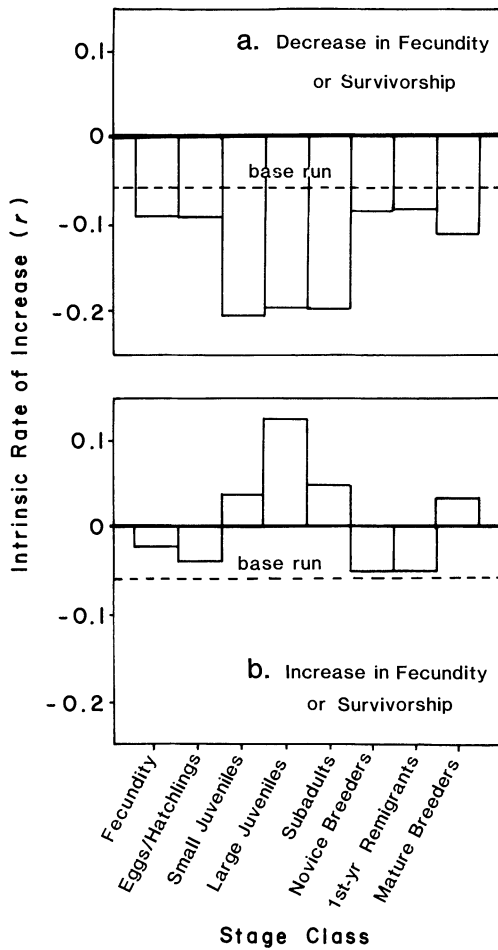 Intrinsic Rate of Increase (r)
0.1
0
-0.1
-0.2
a. Decrease in Fecundity
or Survivorship
base run
0.1
0
-0.1
-0.2
base run
b. Increase in Fecundity
or Survivorship
Fecundity
Eggs/Hatchlings
Small Juveniles
Large Juveniles
Subadults
Novice Breeders
1st-yr Remigrants
Mature Breeders
Stage Class